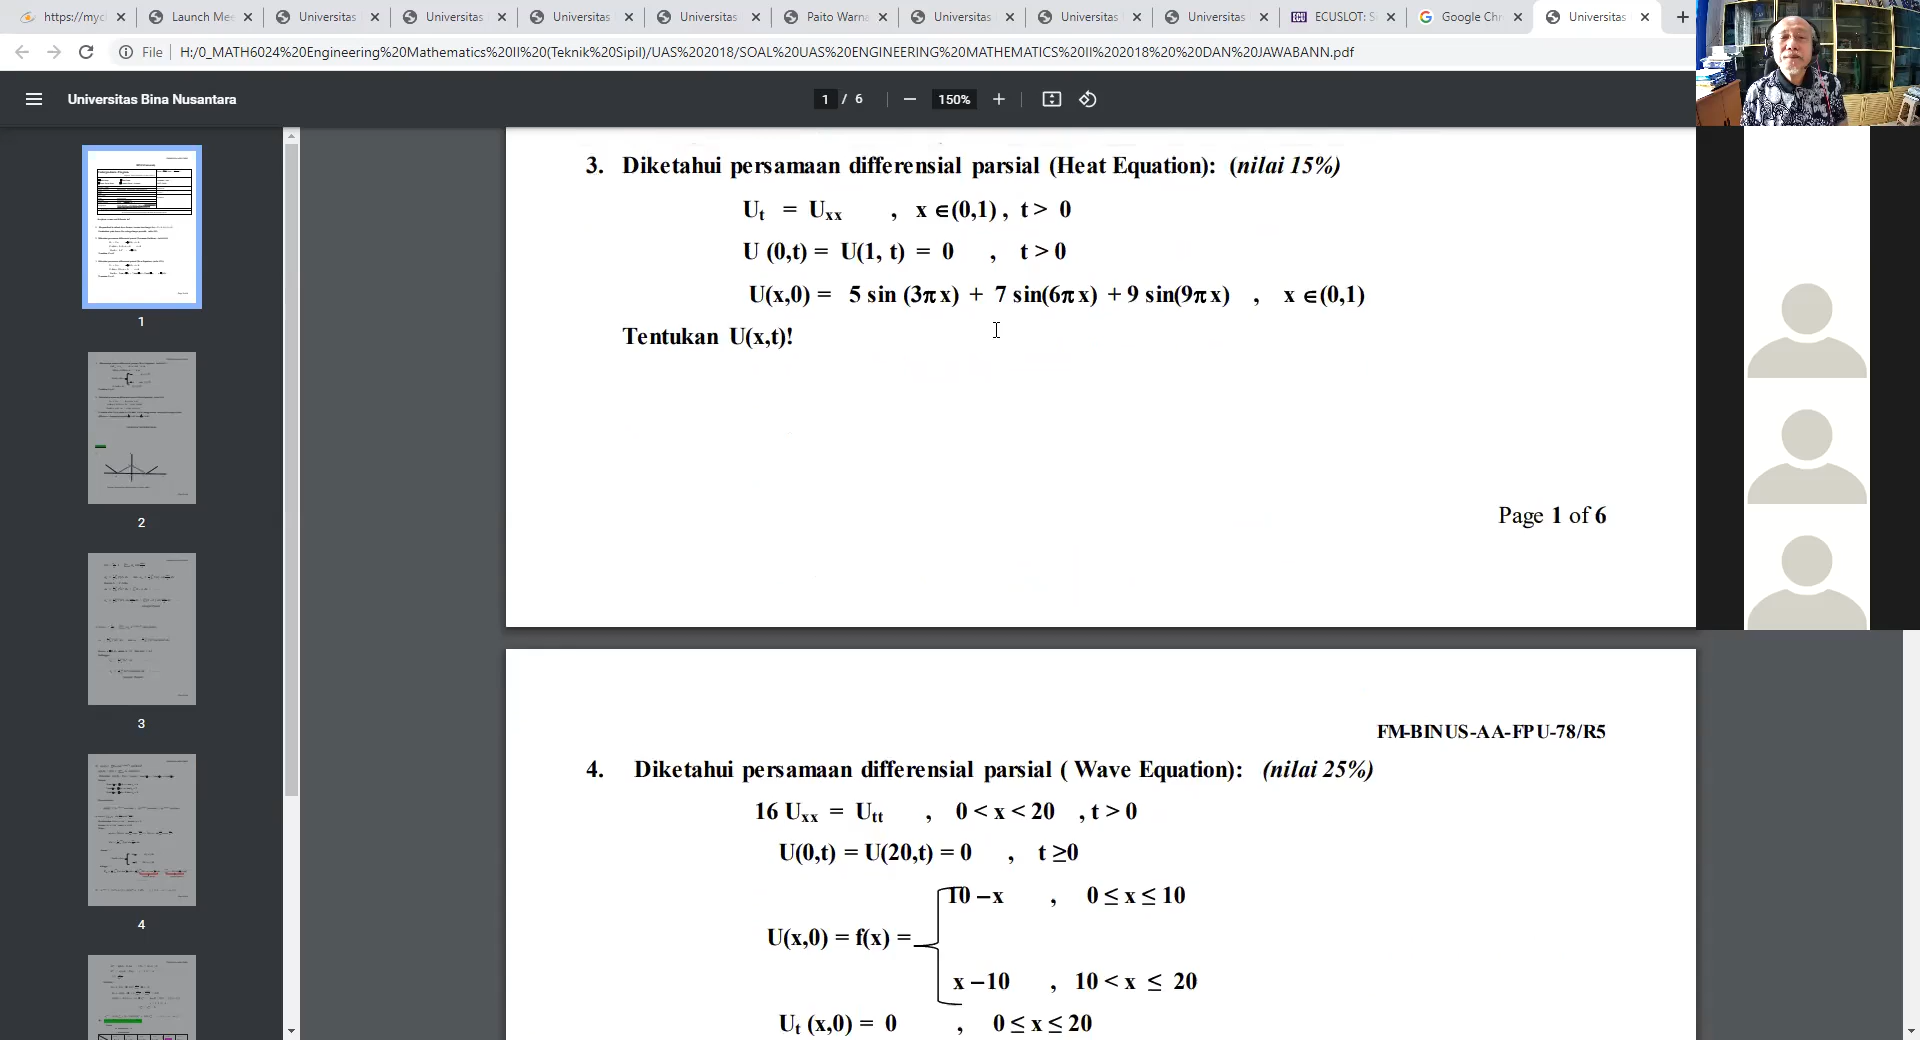 https://myc
Launch Me
Universitas
Universitas
Universitas
Universitas
Paito Warna
Universitas
Universitas
Universitas
ECUSLOT: S
Google Chr
Universitas
File H:/0_MATH6024%20Engineering%20Mathematics%20II%20(Teknik%20Sipil)/UAS%202018/SOAL%20UAS%20ENGINEERING%20MATHEMATICS%20II%202018%20%20DAN%20JAWABANN.pdf
Universitas Bina Nusantara
1 / 6
150%
3. Diketahui persamaan differensial parsial (Heat Equation): (nilai 15%)
Ut = Uxx , x ∈(0,1) , t > 0
U (0,t) = U(1, t) = 0 , t > 0
U(x,0) = 5 sin (3π x) + 7 sin(6π x) + 9 sin(9π x) , x ∈(0,1)
Tentukan U(x,t)!
Page 1 of 6
FM-BINUS-AA-FPU-78/R5
4. Diketahui persamaan differensial parsial ( Wave Equation): (nilai 25%)
16 Uxx = Utt , 0 < x < 20 , t > 0
U(0,t) = U(20,t) = 0 , t ≥0
10 – x , 0 ≤ x ≤ 10
U(x,0) = f(x) =
x – 10 , 10 < x ≤ 20
Ut (x,0) = 0 , 0 ≤ x ≤ 20
1
2
3
4